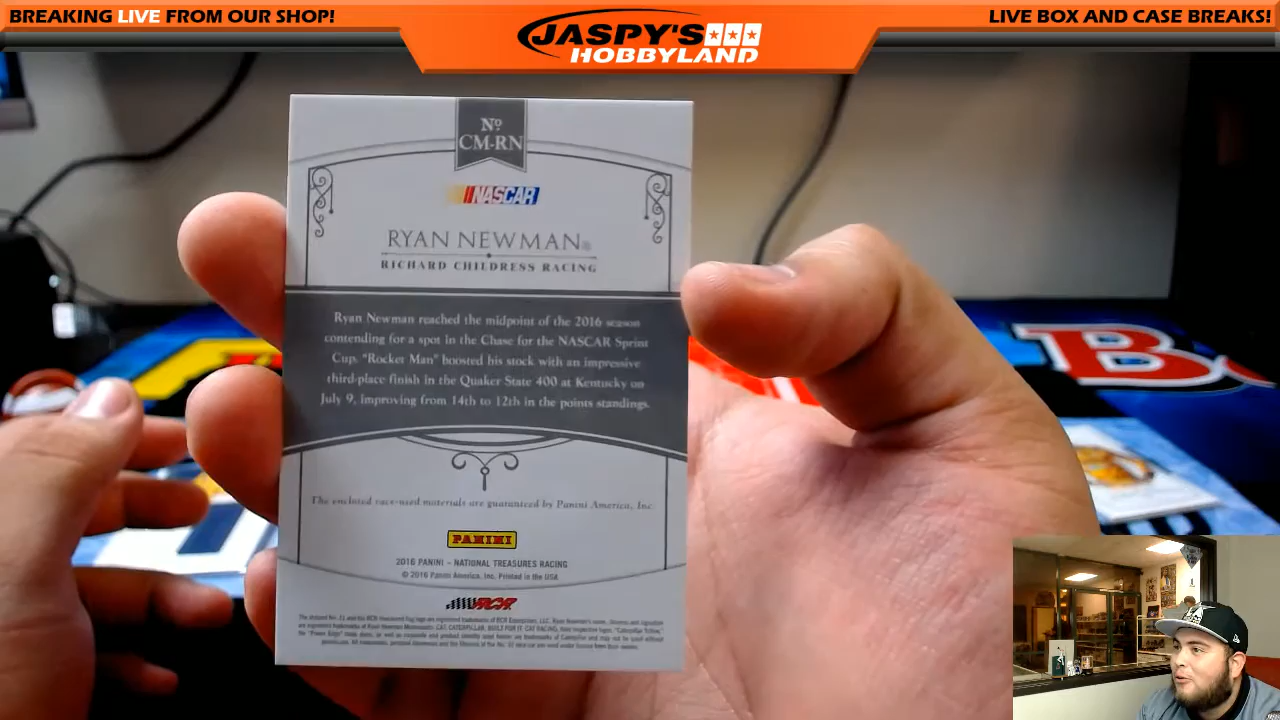 BREAKING LIVE FROM OUR SHOP!
JASPY'S
HOBBYLAND
LIVE BOX AND CASE BREAKS!
Nº
CM-RN
NASCAR
RYAN NEWMAN®
RICHARD CHILDRESS RACING
Ryan Newman reached the midpoint of the 2016 season
contending for a spot in the Chase for the NASCAR Sprint
Cup. "Rocket Man" boosted his stock with an impressive
third-place finish in the Quaker State 400 at Kentucky on
July 9, improving from 14th to 12th in the points standings.
The enclosed race-used materials are guaranteed by Panini America, Inc
PANINI
2016 PANINI – NATIONAL TREASURES RACING
© 2016 Panini America, Inc. Printed in the USA
RCR
B